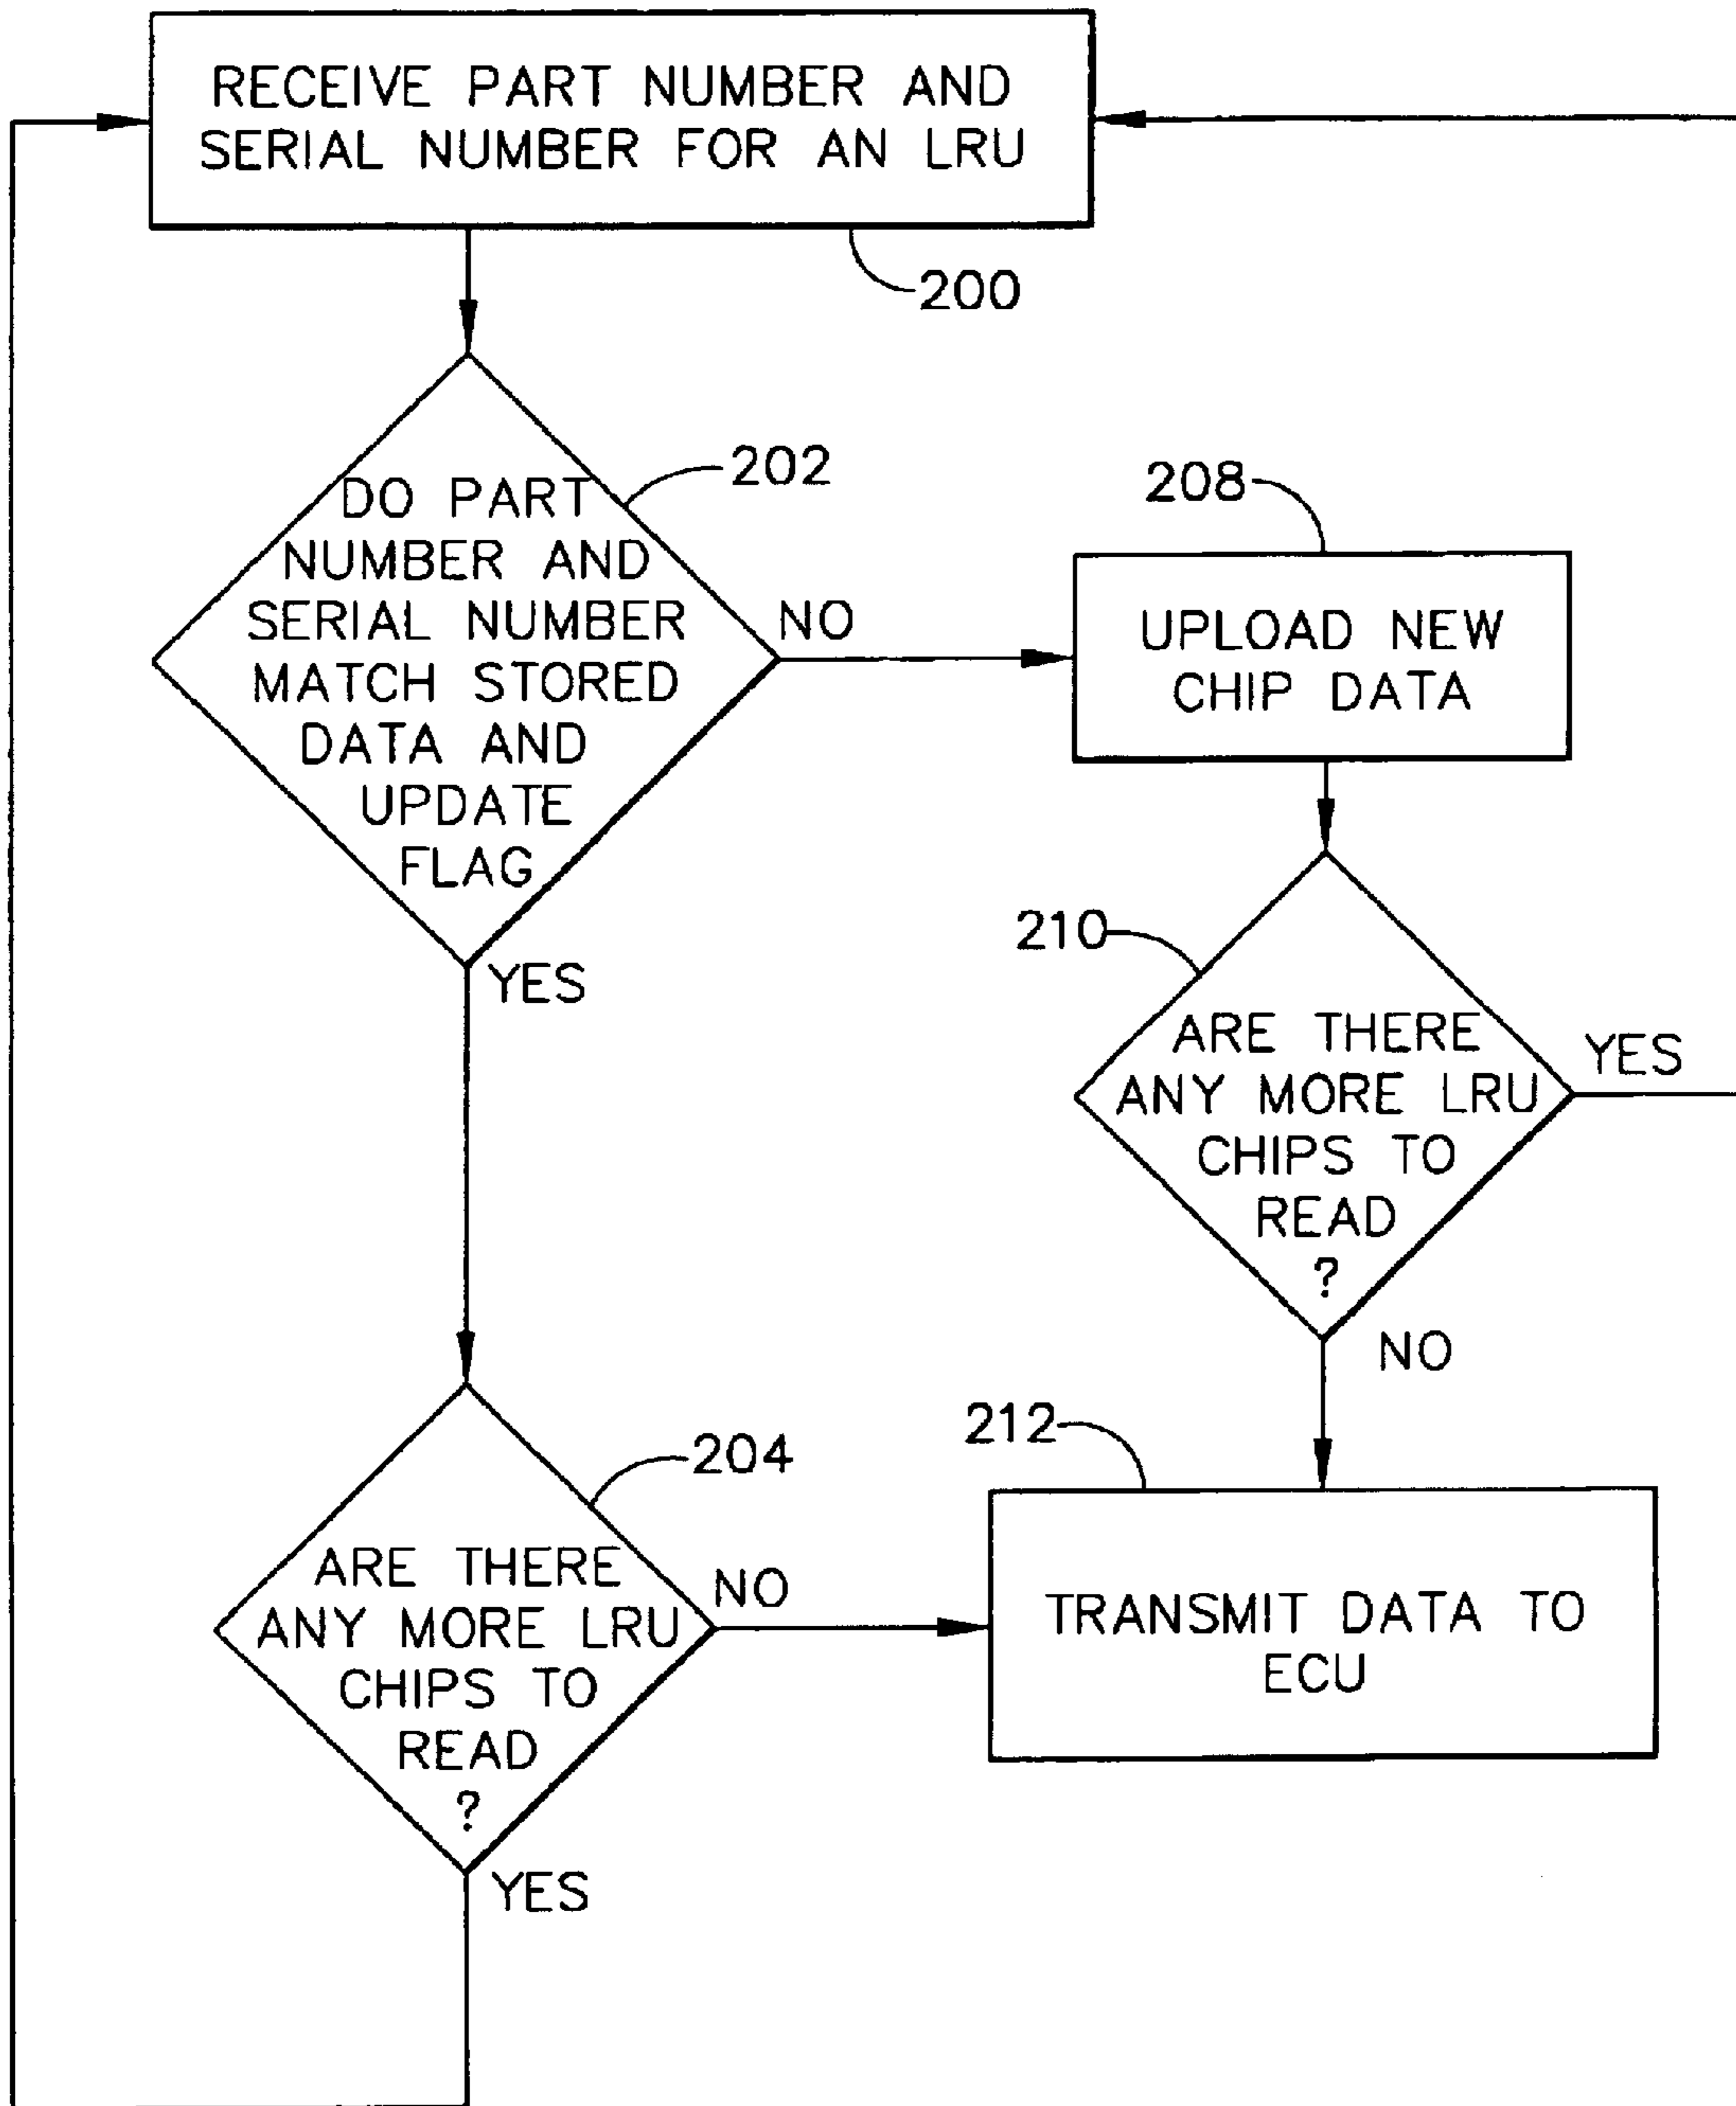 RECEIVE PART NUMBER AND
SERIAL NUMBER FOR AN LRU
200
DO PART
NUMBER AND
SERIAL NUMBER
MATCH STORED
DATA AND
UPDATE
FLAG
202
NO
YES
208
UPLOAD NEW
CHIP DATA
210
ARE THERE
ANY MORE LRU
CHIPS TO
READ
?
YES
NO
204
ARE THERE
ANY MORE LRU
CHIPS TO
READ
?
NO
YES
212
TRANSMIT DATA TO
ECU